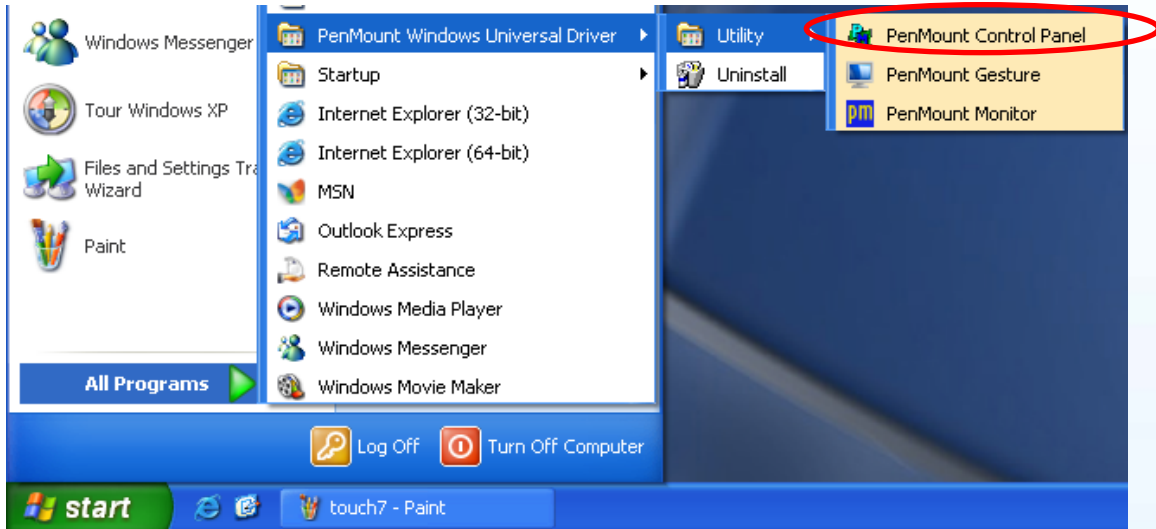 Windows Messenger
Tour Windows XP
Files and Settings Tra
Wizard
Paint
All Programs
PenMount Windows Universal Driver
Startup
Internet Explorer (32-bit)
Internet Explorer (64-bit)
MSN
Outlook Express
Remote Assistance
Windows Media Player
Windows Messenger
Windows Movie Maker
Utility
Uninstall
PenMount Control Panel
PenMount Gesture
pm PenMount Monitor
Log Off
Turn Off Computer
start
touch7 - Paint